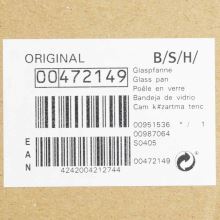 ORIGINAL B/S/H/
00472149 Glaspfanne
Glass pan
Poêle en verre
Bandeja de vidrio
Cam kızartma tenc
00951536 * / 1
00987064
S0405
EAN
00472149
4242004212744